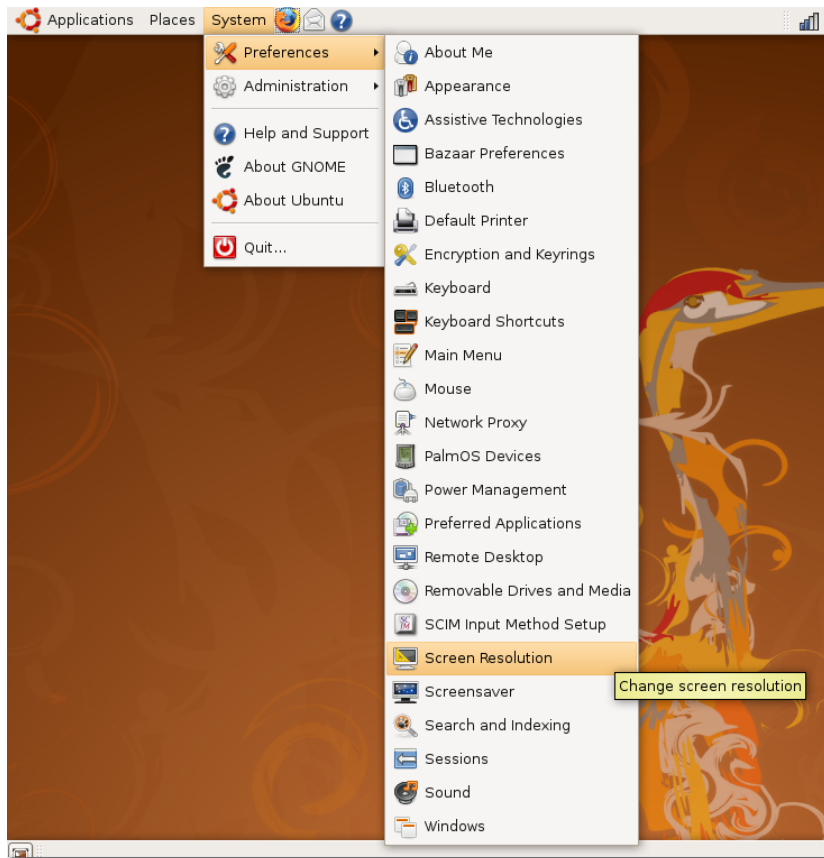 Applications Places System
Preferences
Administration
Help and Support
About GNOME
About Ubuntu
Quit...
About Me
Appearance
Assistive Technologies
Bazaar Preferences
Bluetooth
Default Printer
Encryption and Keyrings
Keyboard
Keyboard Shortcuts
Main Menu
Mouse
Network Proxy
PalmOS Devices
Power Management
Preferred Applications
Remote Desktop
Removable Drives and Media
SCIM Input Method Setup
Screen Resolution
Change screen resolution
Screensaver
Search and Indexing
Sessions
Sound
Windows